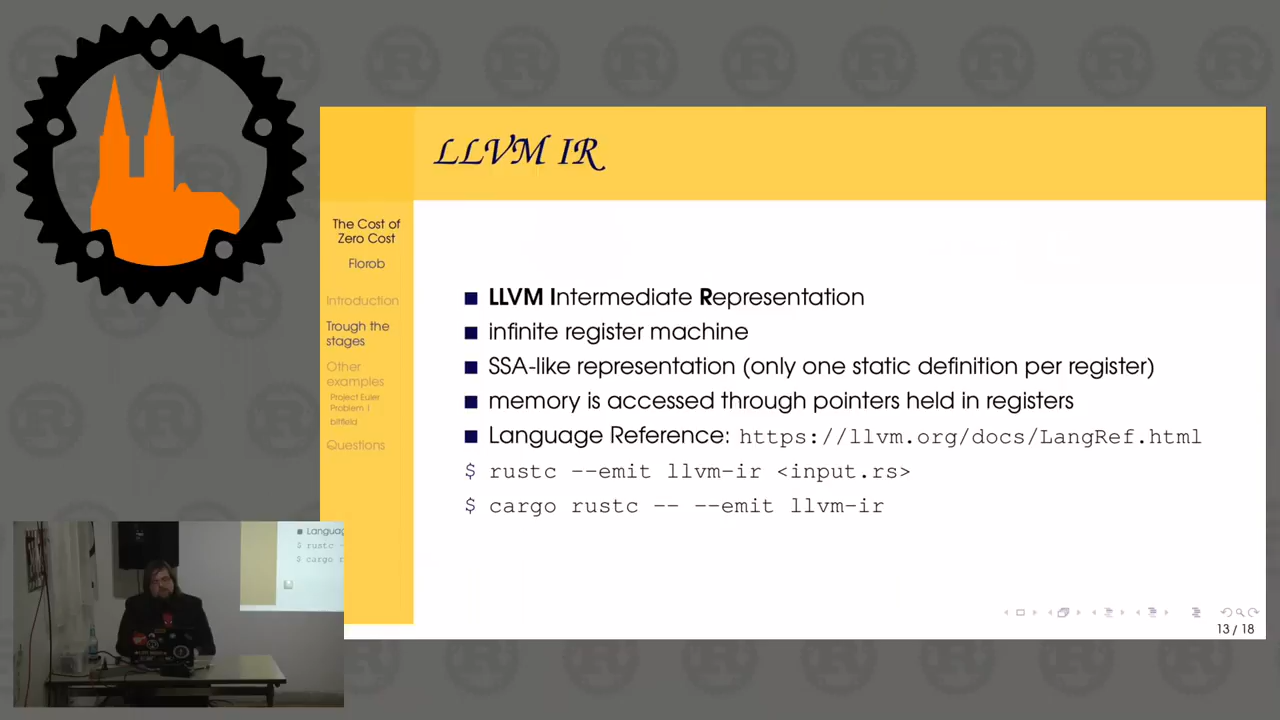 LLVM IR
The Cost of
Zero Cost
Florob
Introduction
Trough the
stages
Other
examples
Project Euler
Problem 1
bitfield
Questions
■ LLVM Intermediate Representation
■ infinite register machine
■ SSA-like representation (only one static definition per register)
■ memory is accessed through pointers held in registers
■ Language Reference: https://llvm.org/docs/LangRef.html
$ rustc --emit llvm-ir <input.rs>
$ cargo rustc -- --emit llvm-ir
13 / 18
■ Languag
$ rustc -
$ cargo r